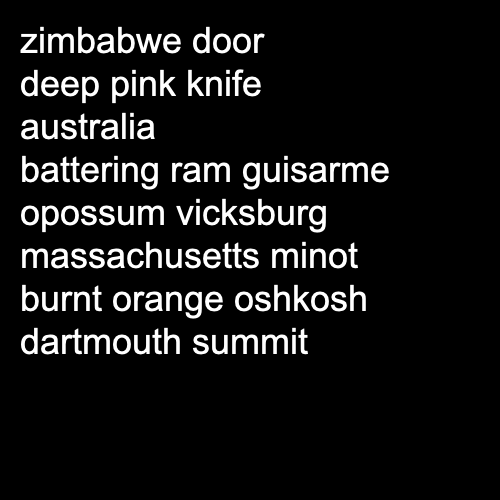 zimbabwe door
deep pink knife
australia
battering ram guisarme
opossum vicksburg
massachusetts minot
burnt orange oshkosh
dartmouth summit